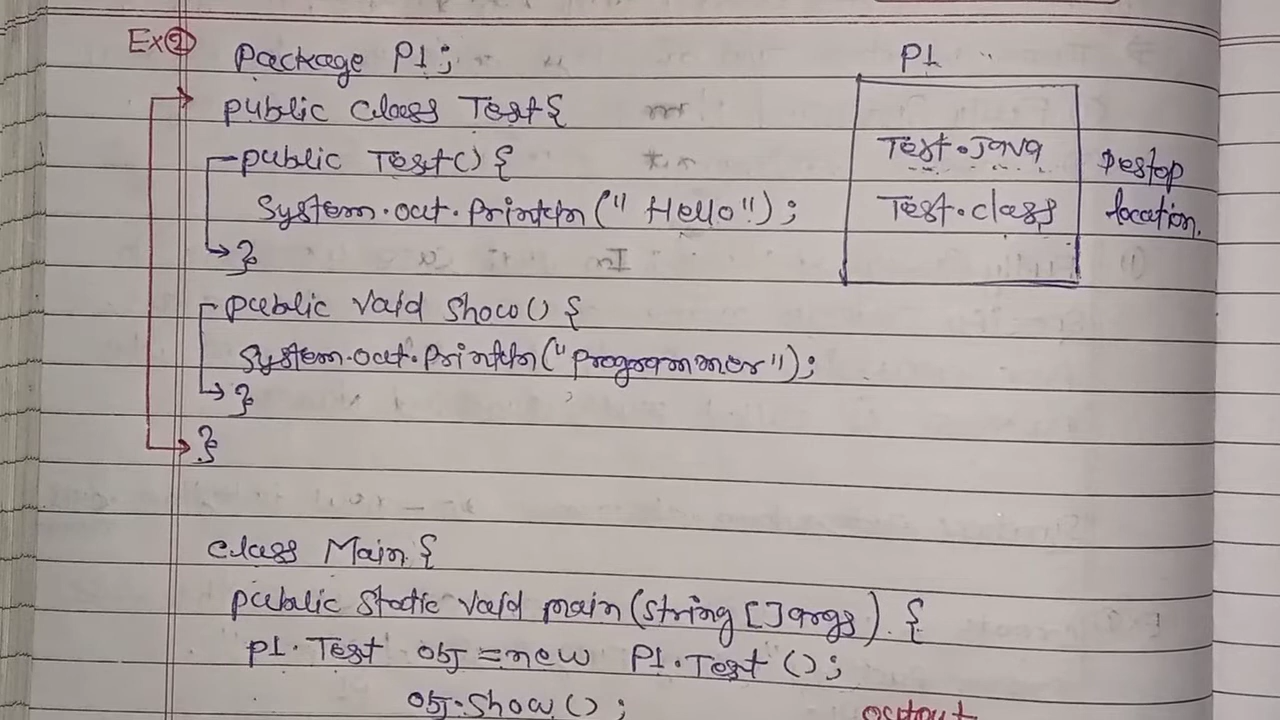 Ex②
Package P1;
public class Test{
public Test() {
System.out.println("Hello");
}
public void show() {
System.out.println("programmer");
}
}
P1
Test.Java
Test.class
Destop
location.
class Main {
public static void main(string []args) {
p1.Test obj = new P1.Test ();
obj.show();
output